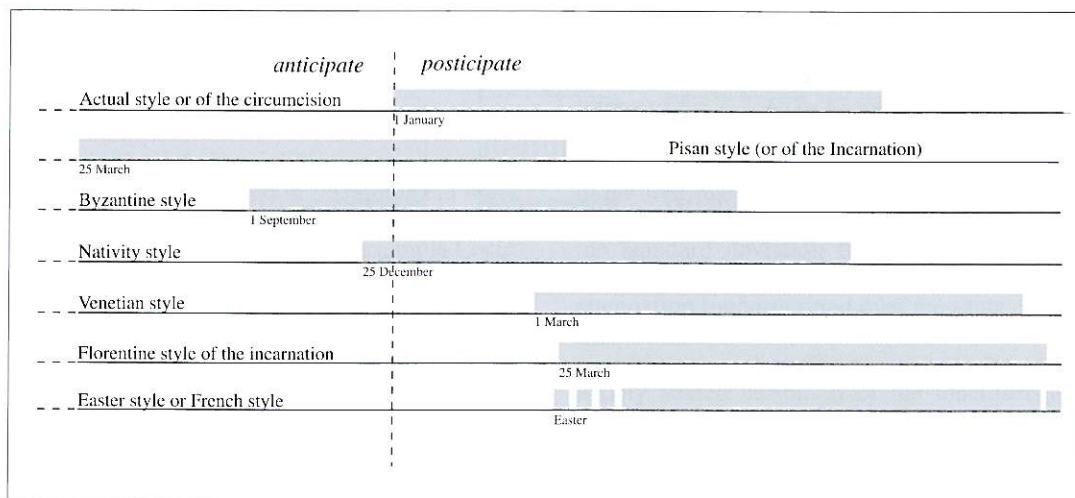 anticipate posticipate
Actual style or of the circumcision
1 January
Pisan style (or of the Incarnation)
25 March
Byzantine style
1 September
Nativity style
25 December
Venetian style
1 March
Florentine style of the incarnation
25 March
Easter style or French style
Easter